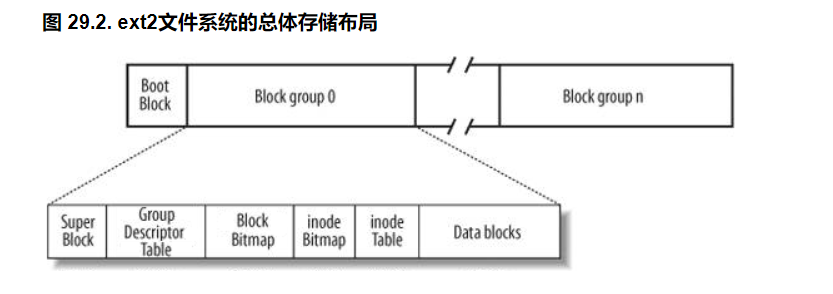 图 29.2. ext2文件系统的总体存储布局
Boot
Block
Block group 0
Block group n
Super
Block
Group
Descriptor
Table
Block
Bitmap
inode
Bitmap
inode
Table
Data blocks